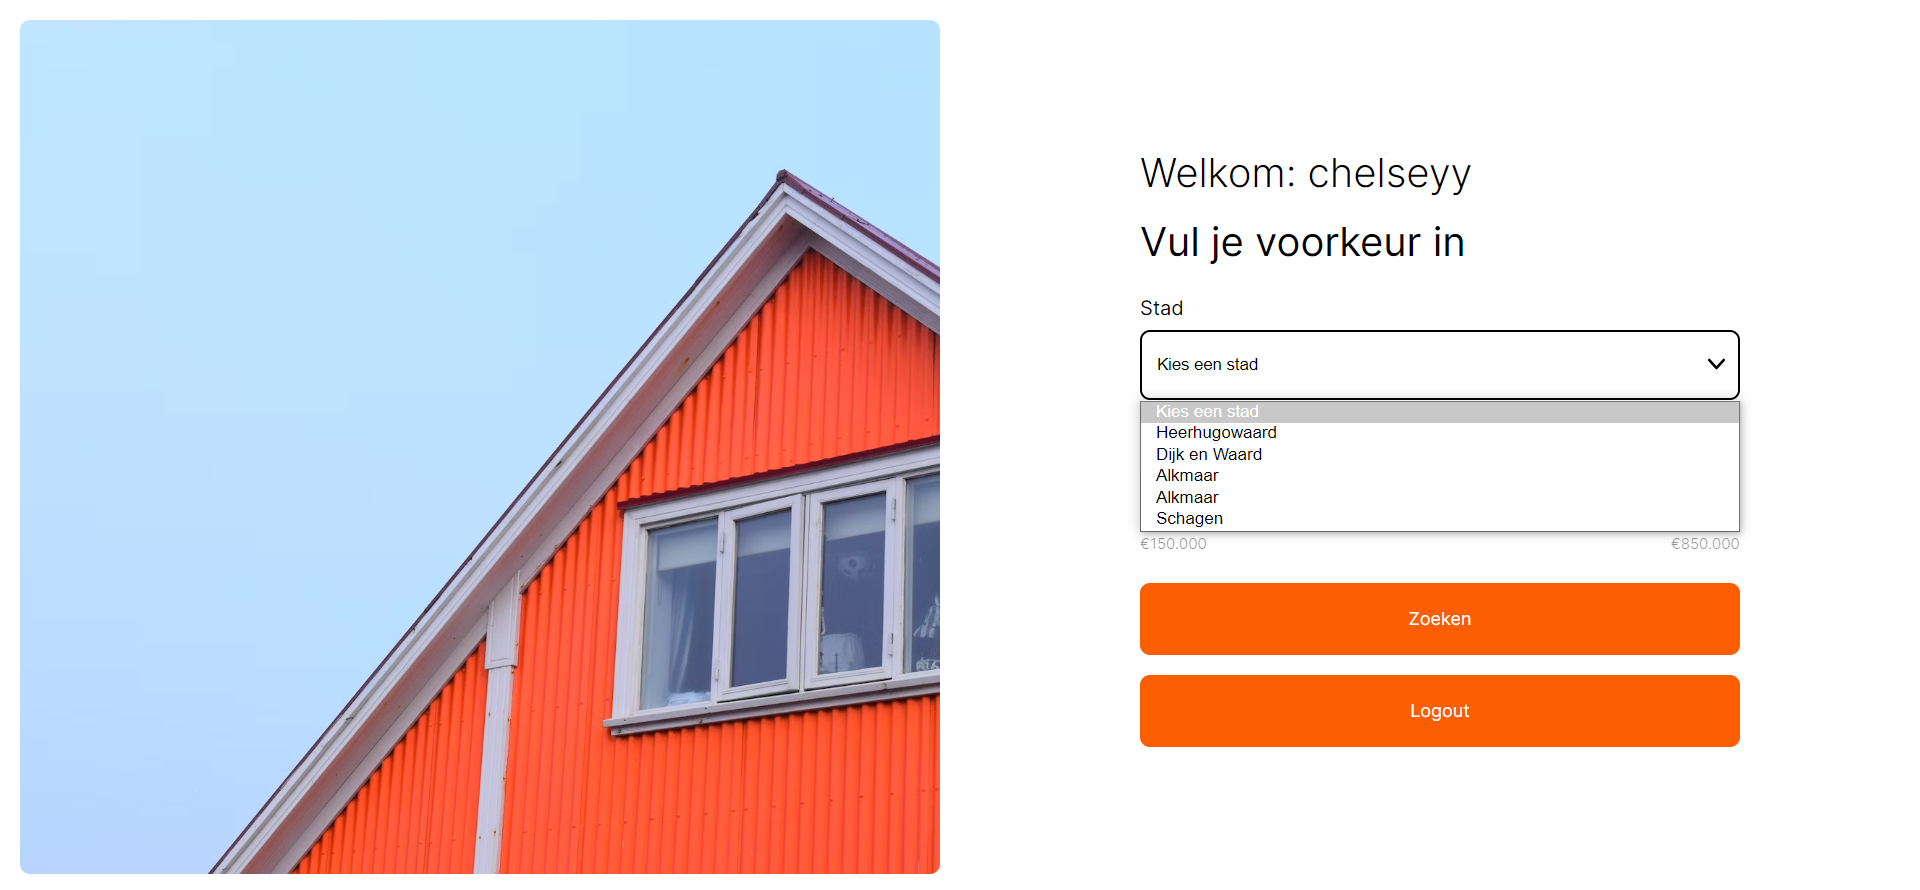 Welkom: chelseyy
Vul je voorkeur in
Stad
Kies een stad
Kies een stad
Heerhugowaard
Dijk en Waard
Alkmaar
Alkmaar
Schagen
€150.000 €850.000
Zoeken
Logout